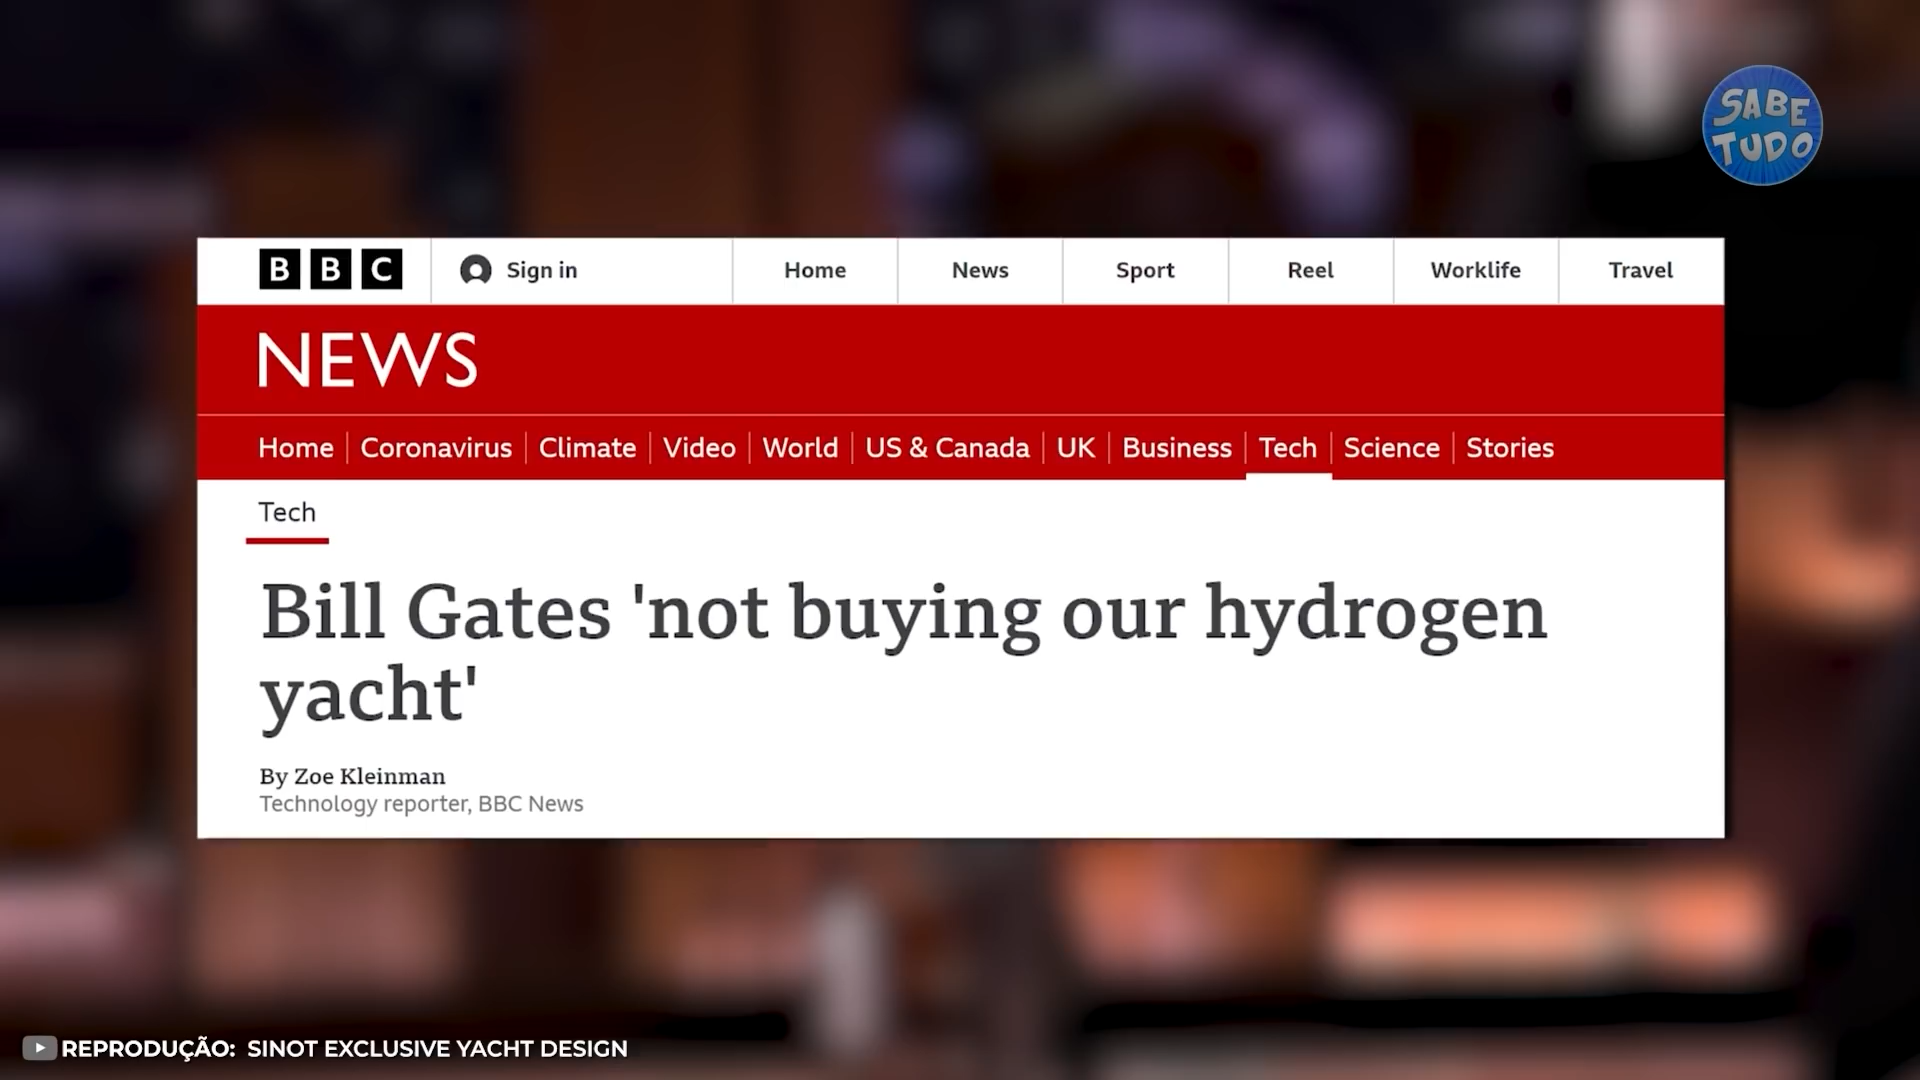 SABE
TUDO
BBC Sign in Home News Sport Reel Worklife Travel
NEWS
Home Coronavirus Climate Video World US & Canada UK Business Tech Science Stories
Tech
Bill Gates 'not buying our hydrogen
yacht'
By Zoe Kleinman
Technology reporter, BBC News
REPRODUÇÃO: SINOT EXCLUSIVE YACHT DESIGN